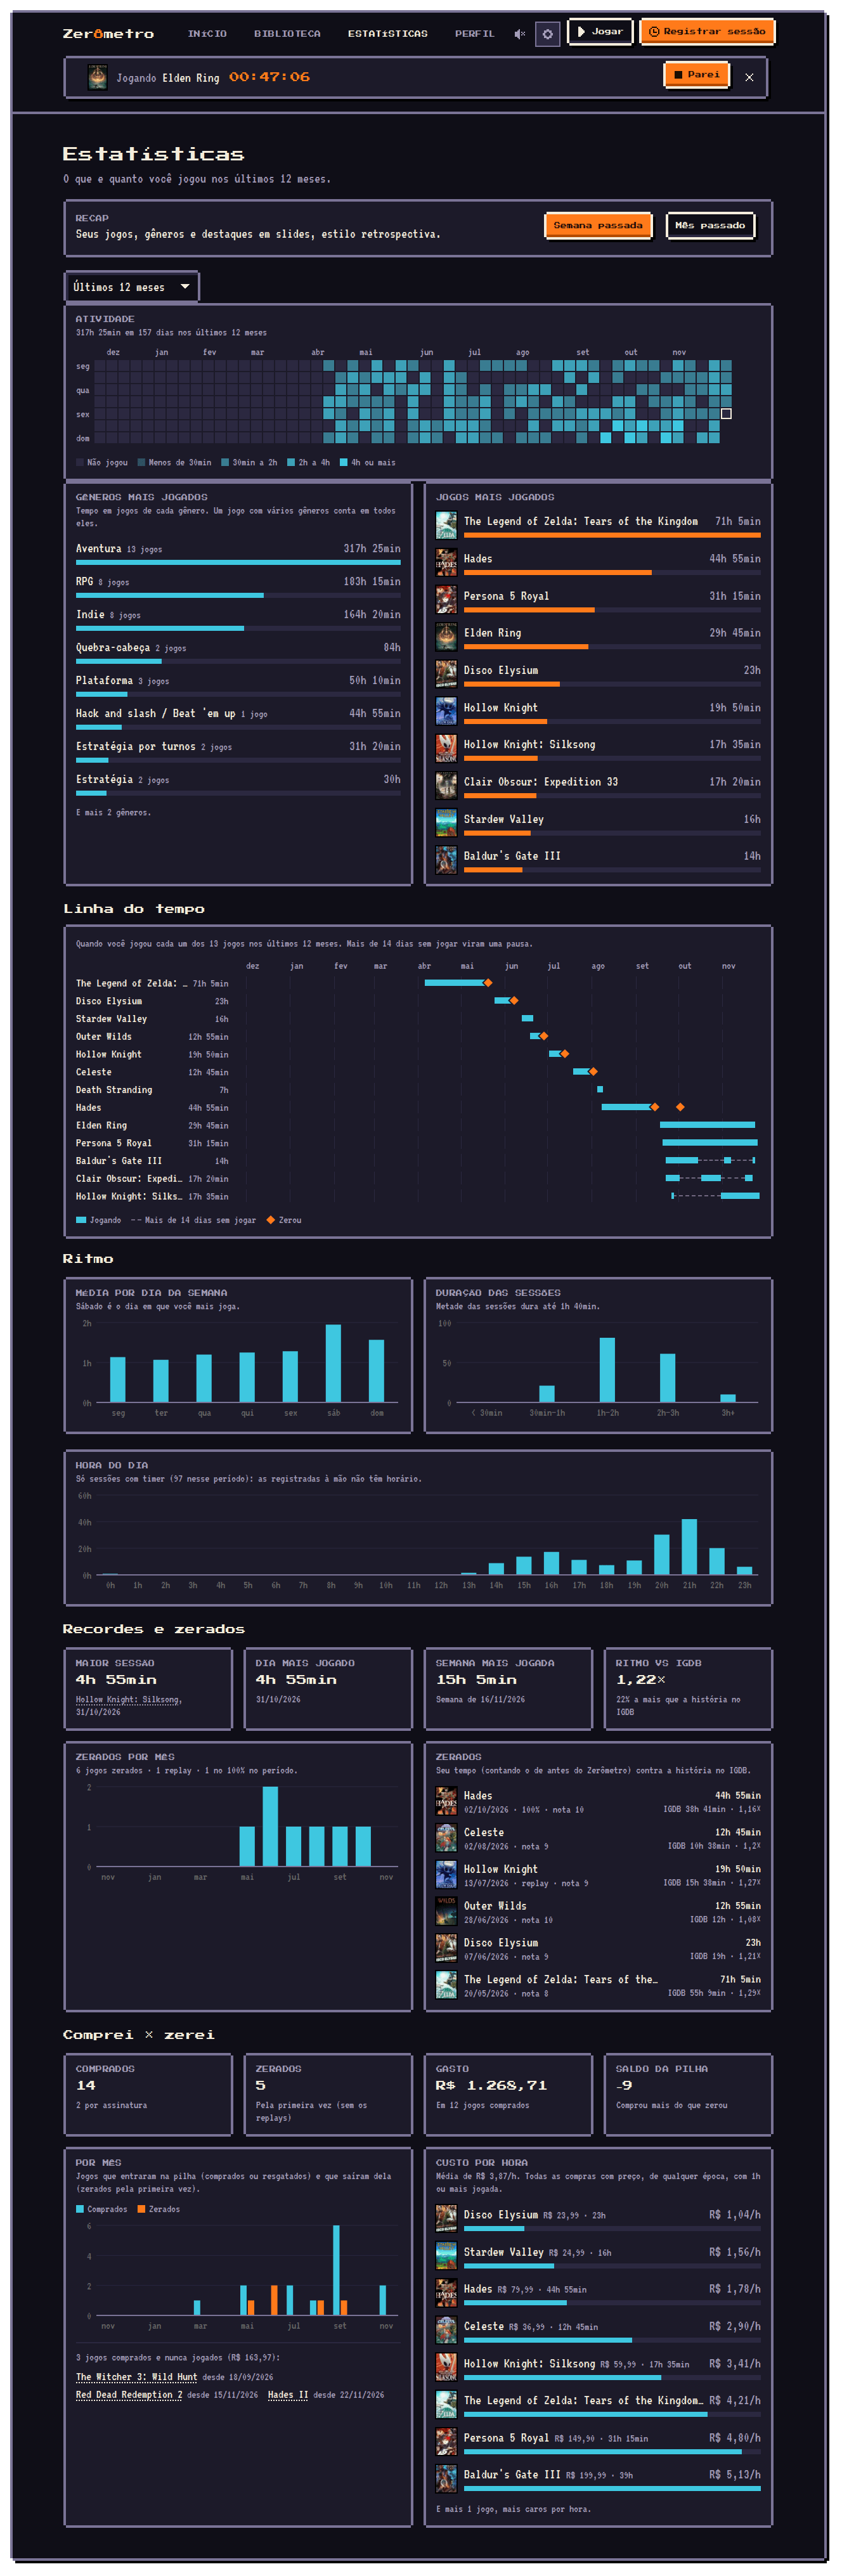 Zerômetro
INÍCIO
BIBLIOTECA
ESTATÍSTICAS
PERFIL
Jogar
Registrar sessão
Jogando Elden Ring 00:47:06
Parei
Estatísticas
O que e quanto você jogou nos últimos 12 meses.
RECAP
Seus jogos, gêneros e destaques em slides, estilo retrospectiva.
Semana passada
Mês passado
Últimos 12 meses
ATIVIDADE
317h 25min em 157 dias nos últimos 12 meses
dez jan fev mar abr mai jun jul ago set out nov
seg
qua
sex
dom
Não jogou Menos de 30min 30min a 2h 2h a 4h 4h ou mais
GÊNEROS MAIS JOGADOS
Tempo em jogos de cada gênero. Um jogo com vários gêneros conta em todos
eles.
Aventura 13 jogos 317h 25min
RPG 8 jogos 183h 15min
Indie 8 jogos 164h 20min
Quebra-cabeça 2 jogos 84h
Plataforma 3 jogos 50h 10min
Hack and slash / Beat 'em up 1 jogo 44h 55min
Estratégia por turnos 2 jogos 31h 20min
Estratégia 2 jogos 30h
E mais 2 gêneros.
JOGOS MAIS JOGADOS
The Legend of Zelda: Tears of the Kingdom 71h 5min
Hades 44h 55min
Persona 5 Royal 31h 15min
Elden Ring 29h 45min
Disco Elysium 23h
Hollow Knight 19h 50min
Hollow Knight: Silksong 17h 35min
Clair Obscur: Expedition 33 17h 20min
Stardew Valley 16h
Baldur's Gate III 14h
Linha do tempo
Quando você jogou cada um dos 13 jogos nos últimos 12 meses. Mais de 14 dias sem jogar viram uma pausa.
dez jan fev mar abr mai jun jul ago set out nov
The Legend of Zelda: … 71h 5min
Disco Elysium 23h
Stardew Valley 16h
Outer Wilds 12h 55min
Hollow Knight 19h 50min
Celeste 12h 45min
Death Stranding 7h
Hades 44h 55min
Elden Ring 29h 45min
Persona 5 Royal 31h 15min
Baldur's Gate III 14h
Clair Obscur: Expedi… 17h 20min
Hollow Knight: Silks… 17h 35min
Jogando Mais de 14 dias sem jogar Zerou
Ritmo
MÉDIA POR DIA DA SEMANA
Sábado é o dia em que você mais joga.
2h
1h
0h
seg ter qua qui sex sáb dom
DURAÇÃO DAS SESSÕES
Metade das sessões dura até 1h 40min.
100
50
0
< 30min 30min–1h 1h–2h 2h–3h 3h+
HORA DO DIA
Só sessões com timer (97 nesse período): as registradas à mão não têm horário.
60h
40h
20h
0h
0h 1h 2h 3h 4h 5h 6h 7h 8h 9h 10h 11h 12h 13h 14h 15h 16h 17h 18h 19h 20h 21h 22h 23h
Recordes e zerados
MAIOR SESSÃO
4h 55min
Hollow Knight: Silksong,
31/10/2026
DIA MAIS JOGADO
4h 55min
31/10/2026
SEMANA MAIS JOGADA
15h 5min
Semana de 16/11/2026
RITMO VS IGDB
1,22×
22% a mais que a história no
IGDB
ZERADOS POR MÊS
6 jogos zerados · 1 replay · 1 no 100% no período.
2
1
0
nov jan mar mai jul set nov
ZERADOS
Seu tempo (contando o de antes do Zerômetro) contra a história no IGDB.
Hades 44h 55min
02/10/2026 · 100% · nota 10 IGDB 38h 41min · 1,16×
Celeste 12h 45min
02/08/2026 · nota 9 IGDB 10h 38min · 1,2×
Hollow Knight 19h 50min
13/07/2026 · replay · nota 9 IGDB 15h 38min · 1,27×
Outer Wilds 12h 55min
28/06/2026 · nota 10 IGDB 12h · 1,08×
Disco Elysium 23h
07/06/2026 · nota 9 IGDB 19h · 1,21×
The Legend of Zelda: Tears of the… 71h 5min
20/05/2026 · nota 8 IGDB 55h 9min · 1,29×
Comprei × zerei
COMPRADOS
14
2 por assinatura
ZERADOS
5
Pela primeira vez (sem os
replays)
GASTO
R$ 1.268,71
Em 12 jogos comprados
SALDO DA PILHA
-9
Comprou mais do que zerou
POR MÊS
Jogos que entraram na pilha (comprados ou resgatados) e que saíram dela
(zerados pela primeira vez).
Comprados Zerados
6
4
2
0
nov jan mar mai jul set nov
3 jogos comprados e nunca jogados (R$ 163,97):
The Witcher 3: Wild Hunt desde 18/09/2026
Red Dead Redemption 2 desde 15/11/2026 Hades II desde 22/11/2026
CUSTO POR HORA
Média de R$ 3,87/h. Todas as compras com preço, de qualquer época, com 1h
ou mais jogada.
Disco Elysium R$ 23,99 · 23h R$ 1,04/h
Stardew Valley R$ 24,99 · 16h R$ 1,56/h
Hades R$ 79,99 · 44h 55min R$ 1,78/h
Celeste R$ 36,99 · 12h 45min R$ 2,90/h
Hollow Knight: Silksong R$ 59,99 · 17h 35min R$ 3,41/h
The Legend of Zelda: Tears of the Kingdom… R$ 4,21/h
Persona 5 Royal R$ 149,90 · 31h 15min R$ 4,80/h
Baldur's Gate III R$ 199,99 · 39h R$ 5,13/h
E mais 1 jogo, mais caros por hora.